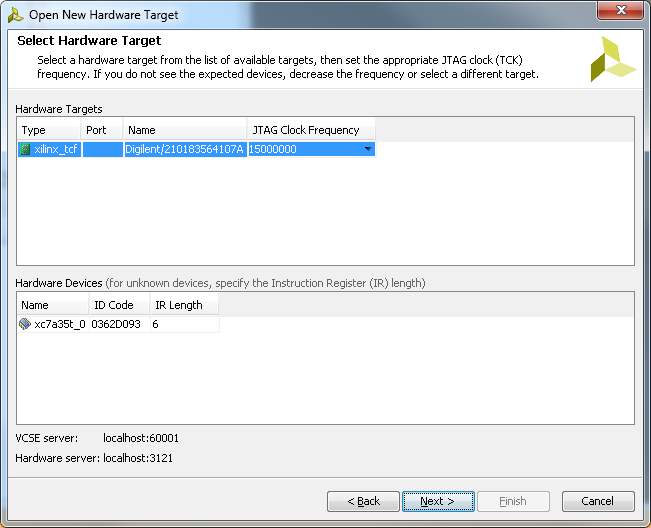 Open New Hardware Target
Select Hardware Target
Select a hardware target from the list of available targets, then set the appropriate JTAG clock (TCK)
frequency. If you do not see the expected devices, decrease the frequency or select a different target.
Hardware Targets
Type Port Name JTAG Clock Frequency
xilinx_tcf Digilent/210183564107A 15000000
Hardware Devices (for unknown devices, specify the Instruction Register (IR) length)
Name ID Code IR Length
xc7a35t_0 0362D093 6
VCSE server: localhost:60001
Hardware server: localhost:3121
< Back Next > Finish Cancel